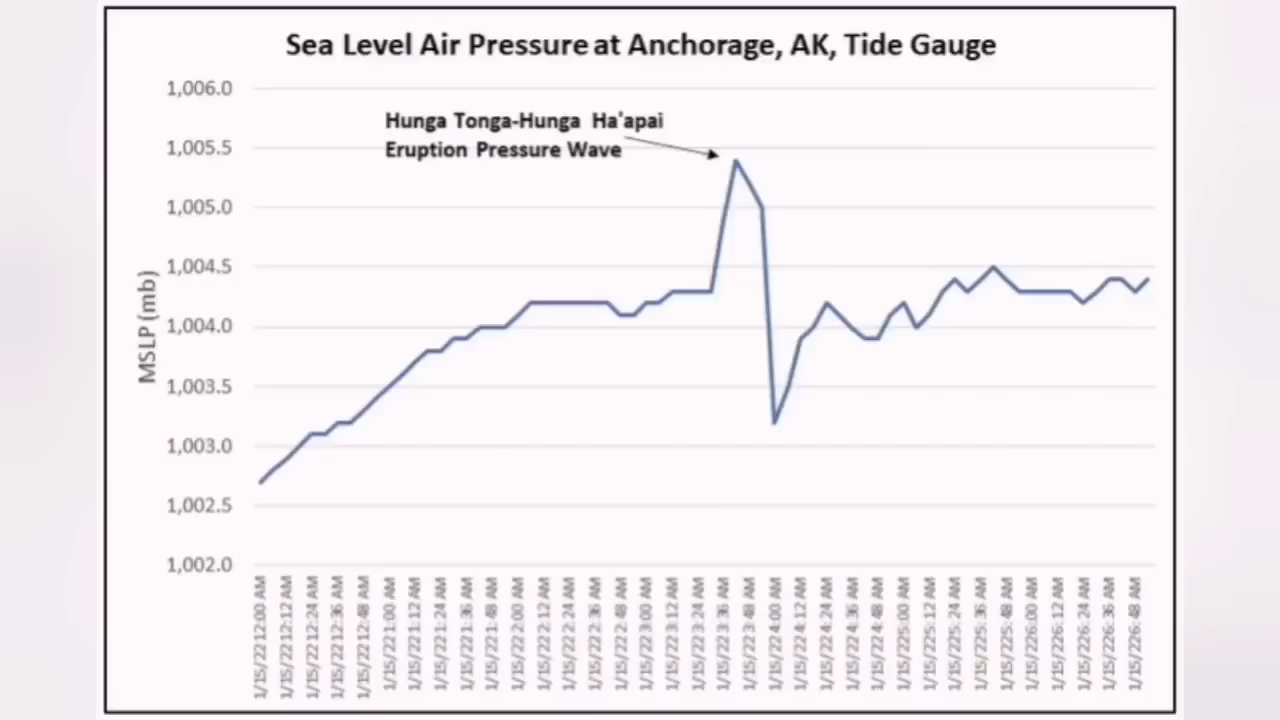 Sea Level Air Pressure at Anchorage, AK, Tide Gauge
1,006.0
Hunga Tonga-Hunga Ha'apai
1,005.5
Eruption Pressure Wave
1,005.0
1,004.5
1,004.0
1,003.5
1,003.0
1,002.5
1,002.0
MSLP (mb)
1/15/22 12:00 AM
1/15/22 12:12 AM
1/15/22 12:24 AM
1/15/22 12:36 AM
1/15/22 12:48 AM
1/15/22 1:00 AM
1/15/22 1:12 AM
1/15/22 1:24 AM
1/15/22 1:36 AM
1/15/22 1:48 AM
1/15/22 2:00 AM
1/15/22 2:12 AM
1/15/22 2:24 AM
1/15/22 2:36 AM
1/15/22 2:48 AM
1/15/22 3:00 AM
1/15/22 3:12 AM
1/15/22 3:24 AM
1/15/22 3:36 AM
1/15/22 3:48 AM
1/15/22 4:00 AM
1/15/22 4:12 AM
1/15/22 4:24 AM
1/15/22 4:36 AM
1/15/22 4:48 AM
1/15/22 5:00 AM
1/15/22 5:12 AM
1/15/22 5:24 AM
1/15/22 5:36 AM
1/15/22 5:48 AM
1/15/22 6:00 AM
1/15/22 6:12 AM
1/15/22 6:24 AM
1/15/22 6:36 AM
1/15/22 6:48 AM